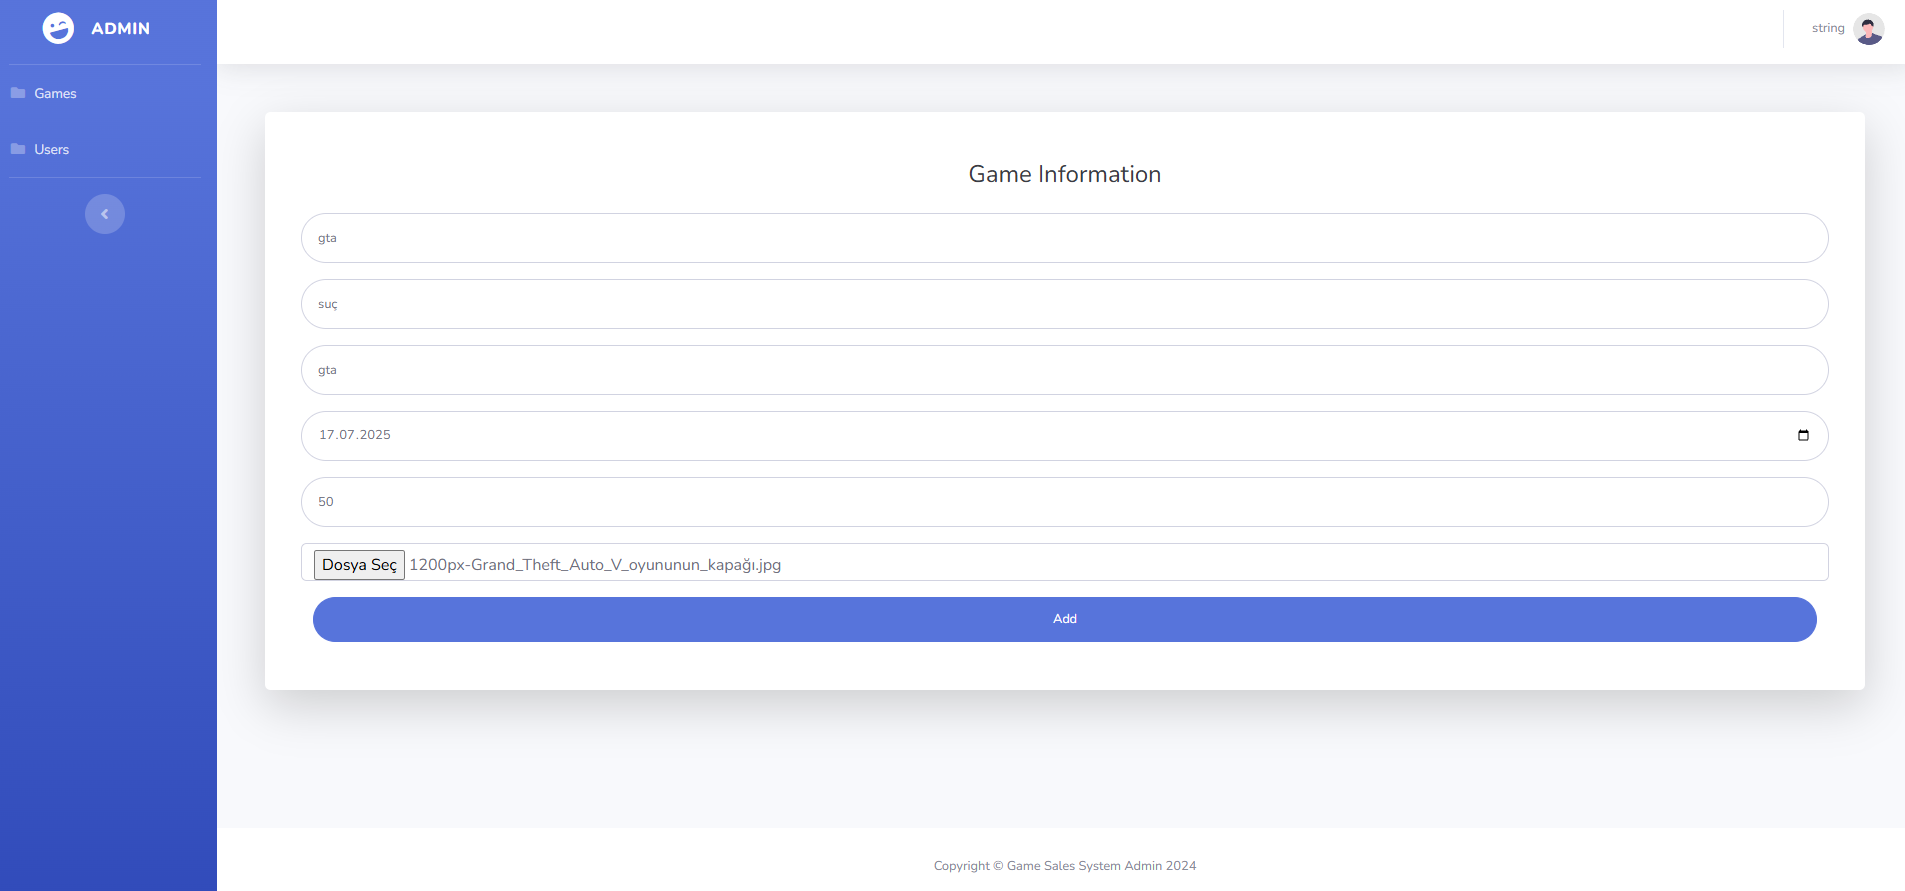 ADMIN
string
Games
Users
Game Information
gta
suç
gta
17.07.2025
50
Dosya Seç 1200px-Grand_Theft_Auto_V_oyununun_kapağı.jpg
Add
Copyright © Game Sales System Admin 2024